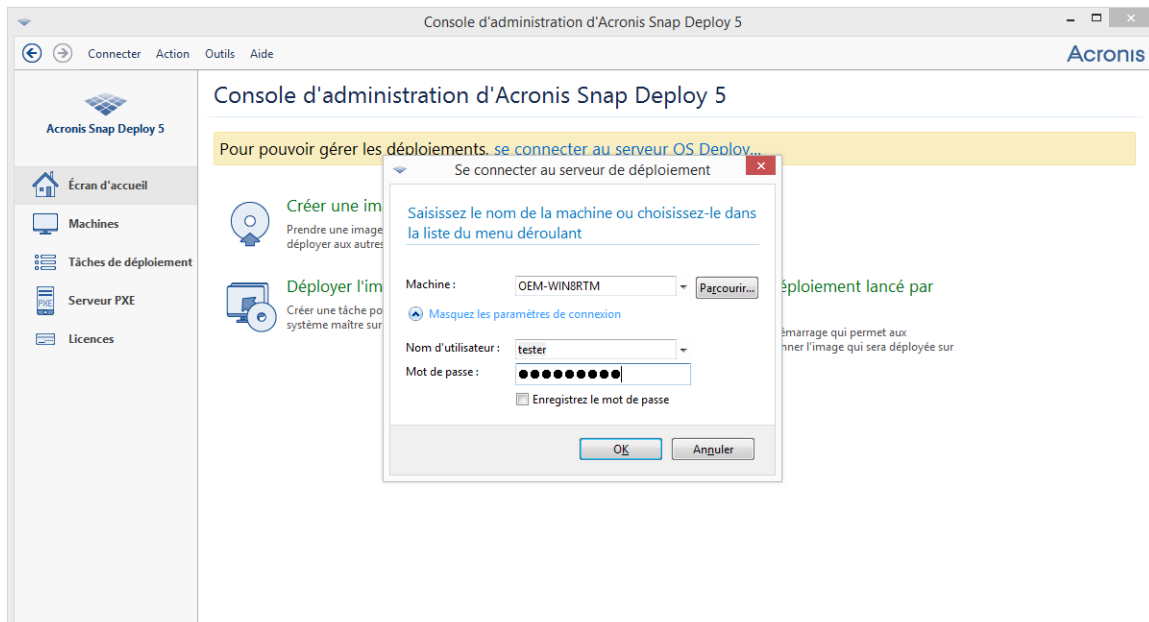 Console d'administration d'Acronis Snap Deploy 5
Connecter Action Outils Aide
Acronis
Acronis Snap Deploy 5
Écran d'accueil
Machines
Tâches de déploiement
PXE
Serveur PXE
Licences
Console d'administration d'Acronis Snap Deploy 5
Pour pouvoir gérer les déploiements, se connecter au serveur OS Deploy...
Créer une im
Prendre une image
déployer aux autres
Déployer l'im
Créer une tâche po
système maître sur
éploiement lancé par
émarrage qui permet aux
nner l'image qui sera déployée sur
Se connecter au serveur de déploiement
Saisissez le nom de la machine ou choisissez-le dans
la liste du menu déroulant
Machine : OEM-WIN8RTM Parcourir...
Masquez les paramètres de connexion
Nom d'utilisateur : tester
Mot de passe : ●●●●●●●●●
Enregistrez le mot de passe
OK Annuler